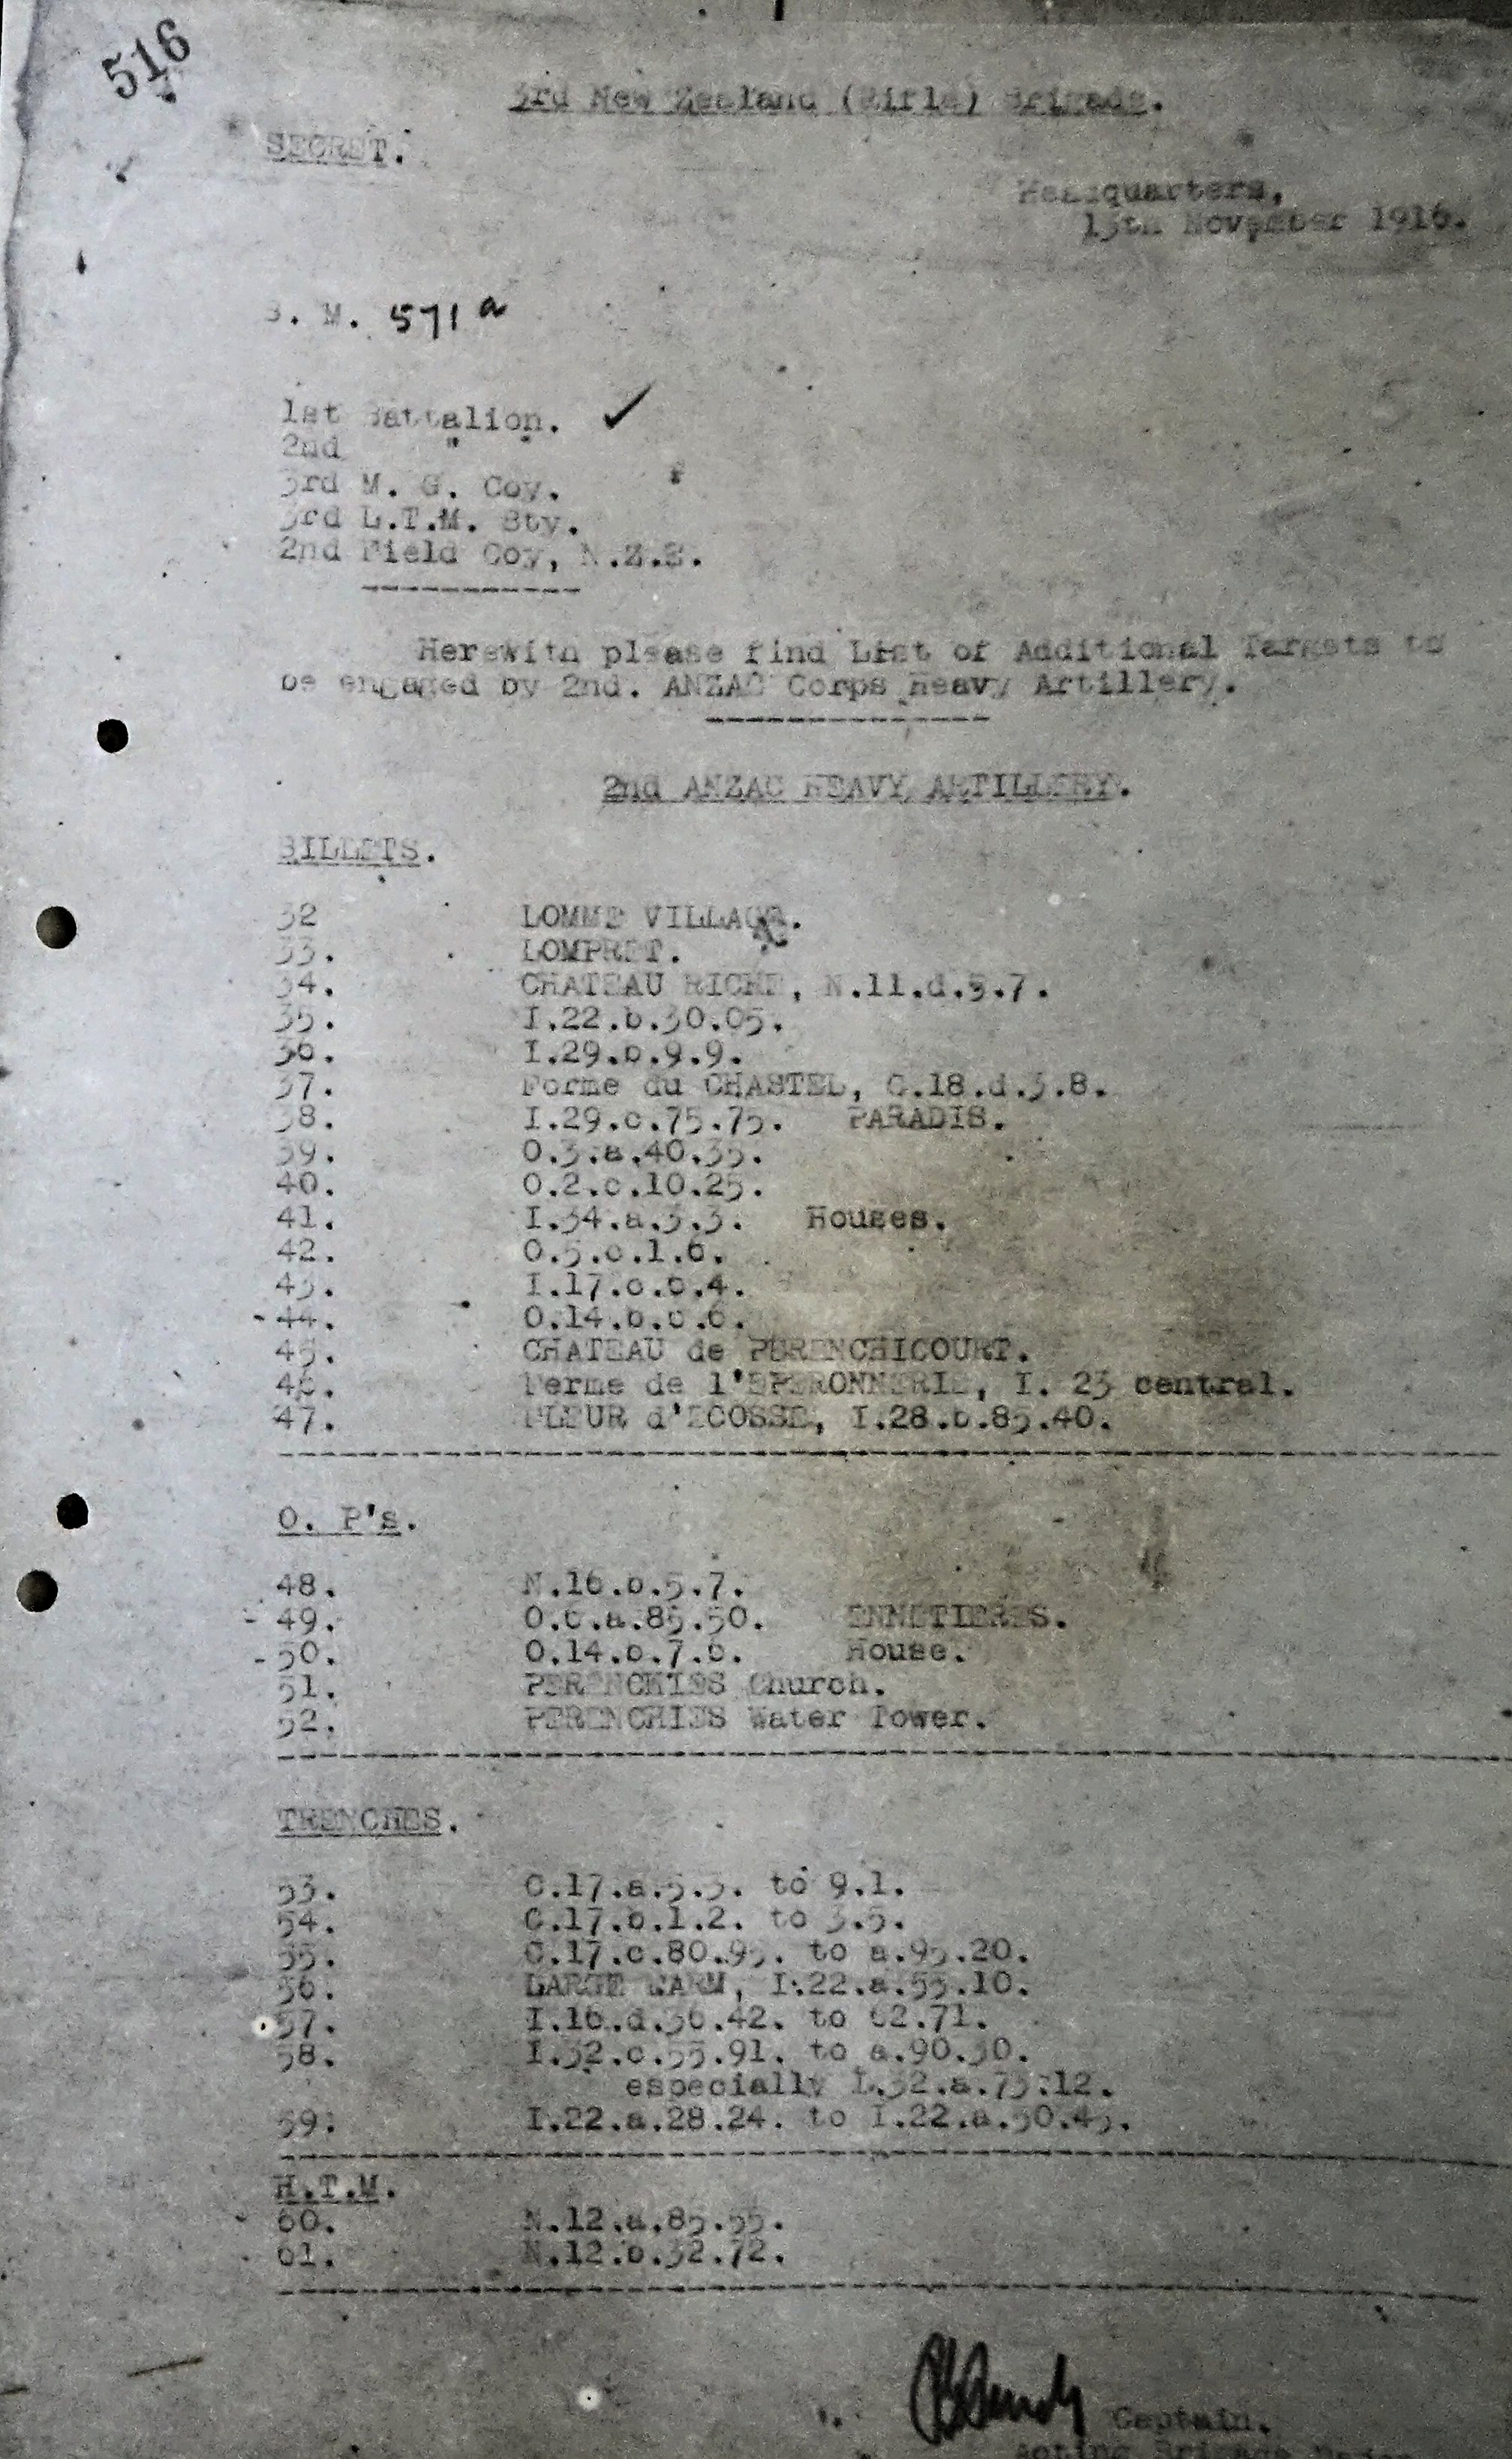 516
3rd New Zealand (Rifle) Brigade.
SECRET.
Headquarters,
13th November 1916.
B. M. 571 a
1st Battalion. ✓
2nd "
3rd M. G. Coy.
3rd L.T.M. Bty.
2nd Field Coy, N.Z.E.
Herewith please find List of Additional Targets to
be engaged by 2nd. ANZAC Corps Heavy Artillery.
2nd ANZAC HEAVY ARTILLERY.
BILLETS.
32 LOMME VILLAGE.
33. LOMPRET.
34. CHATEAU RICHE, N.11.d.5.7.
35. I.22.b.30.05.
36. I.29.b.9.9.
37. Forme du CHASTEL, C.18.d.3.8.
38. I.29.c.75.75. PARADIS.
39. O.3.a.40.35.
40. O.2.c.10.25.
41. I.34.a.3.3. Houses.
42. O.5.c.1.6.
43. I.17.c.6.4.
44. O.14.b.
45. CHATEAU de PERENCHICOURT.
46. Ferme de l'EPERONNERIE, I. 23 central.
47. FLEUR d'ECOSSE, I.28.b.85.40.
O. P's.
48. N.16.b.5.7.
49. ENNETIERES.
50. O.14.b.7.6. House.
51. PERENCHIES Church.
52. PERENCHIES Water Tower.
TRENCHES.
53. C.17.a.5.3. to 9.1.
54. C.17.b.1.2. to 3.5.
55. C.17.c.80.95. to a.95.20.
56. LARGE FARM, I.22.a.55.10.
57. I.16.d.36.42. to 62.71.
58. I.32.c.55.91. to a.90.30.
especially I.32.a.75.12.
59. I.22.a.28.24. to I.22.a.50.45.
H.T.M.
60. N.12.a.85.55.
61. N.12.b.32.72.
Captain.
Acting Brigade